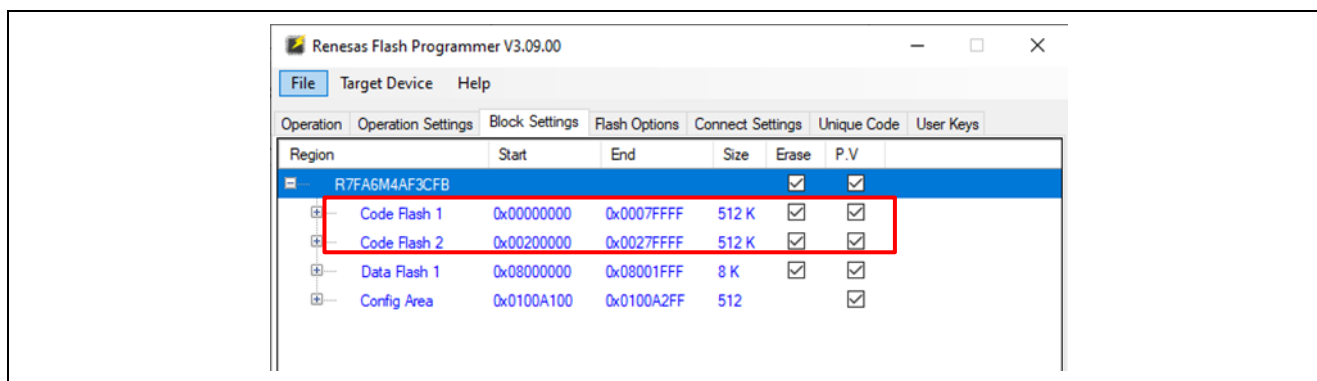 Renesas Flash Programmer V3.09.00
File Target Device Help
Operation Operation Settings Block Settings Flash Options Connect Settings Unique Code User Keys
Region Start End Size Erase P.V
R7FA6M4AF3CFB
Code Flash 1 0x00000000 0x0007FFFF 512 K
Code Flash 2 0x00200000 0x0027FFFF 512 K
Data Flash 1 0x08000000 0x08001FFF 8 K
Config Area 0x0100A100 0x0100A2FF 512